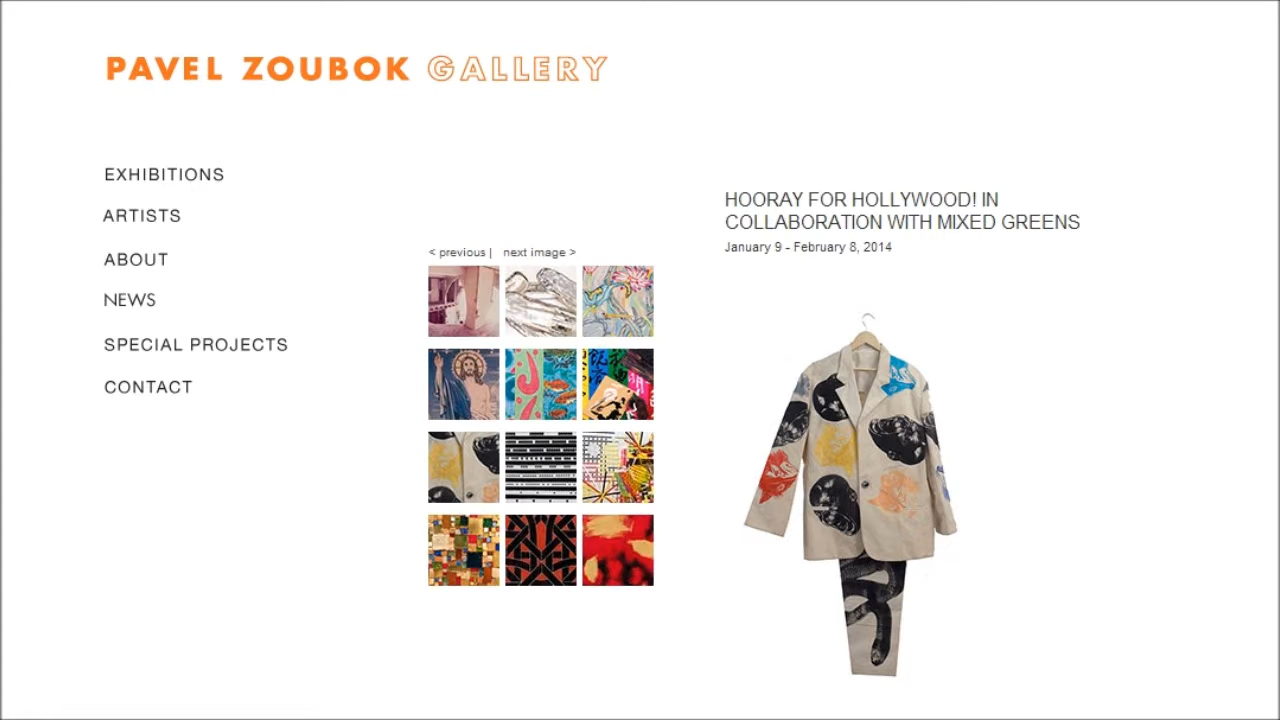 PAVEL ZOUBOK GALLERY
EXHIBITIONS
ARTISTS
ABOUT
NEWS
SPECIAL PROJECTS
CONTACT
< previous | next image >
HOORAY FOR HOLLYWOOD! IN
COLLABORATION WITH MIXED GREENS
January 9 - February 8, 2014